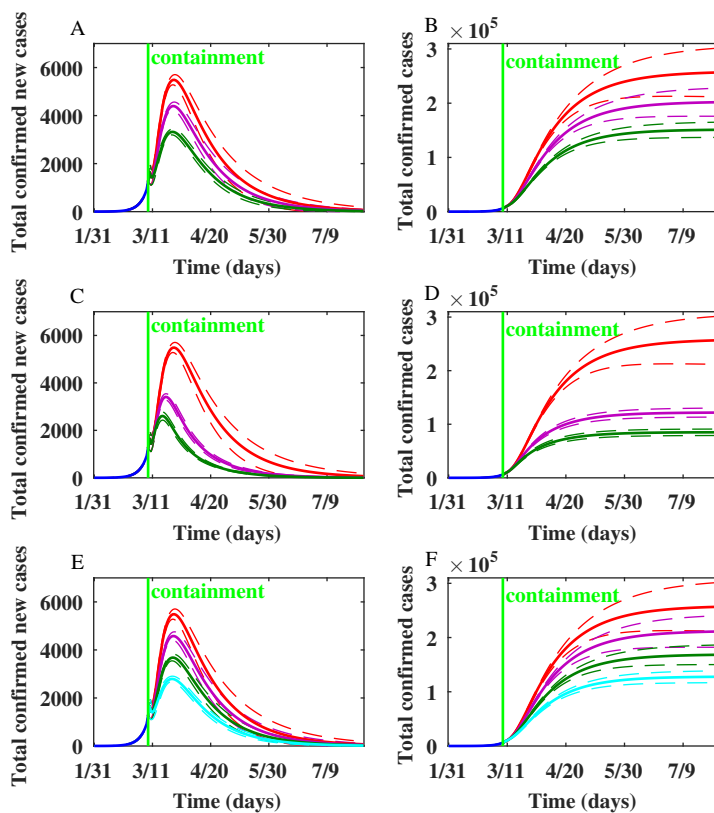 A
containment
6000
4000
2000
0
1/31 3/11 4/20 5/30 7/9
Time (days)
Total confirmed new cases
B
× 10^5
containment
3
2
1
0
1/31 3/11 4/20 5/30 7/9
Time (days)
Total confirmed cases
C
containment
6000
4000
2000
0
1/31 3/11 4/20 5/30 7/9
Time (days)
Total confirmed new cases
D
× 10^5
containment
3
2
1
0
1/31 3/11 4/20 5/30 7/9
Time (days)
Total confirmed cases
E
containment
6000
4000
2000
0
1/31 3/11 4/20 5/30 7/9
Time (days)
Total confirmed new cases
F
× 10^5
containment
3
2
1
0
1/31 3/11 4/20 5/30 7/9
Time (days)
Total confirmed cases